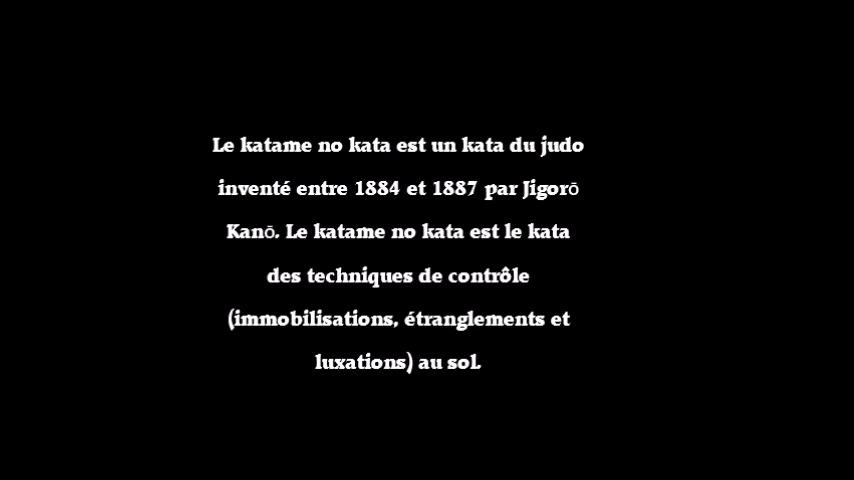 Le katame no kata est un kata du judo
inventé entre 1884 et 1887 par Jigorō
Kanō. Le katame no kata est le kata
des techniques de contrôle
(immobilisations, étranglements et
luxations) au sol.